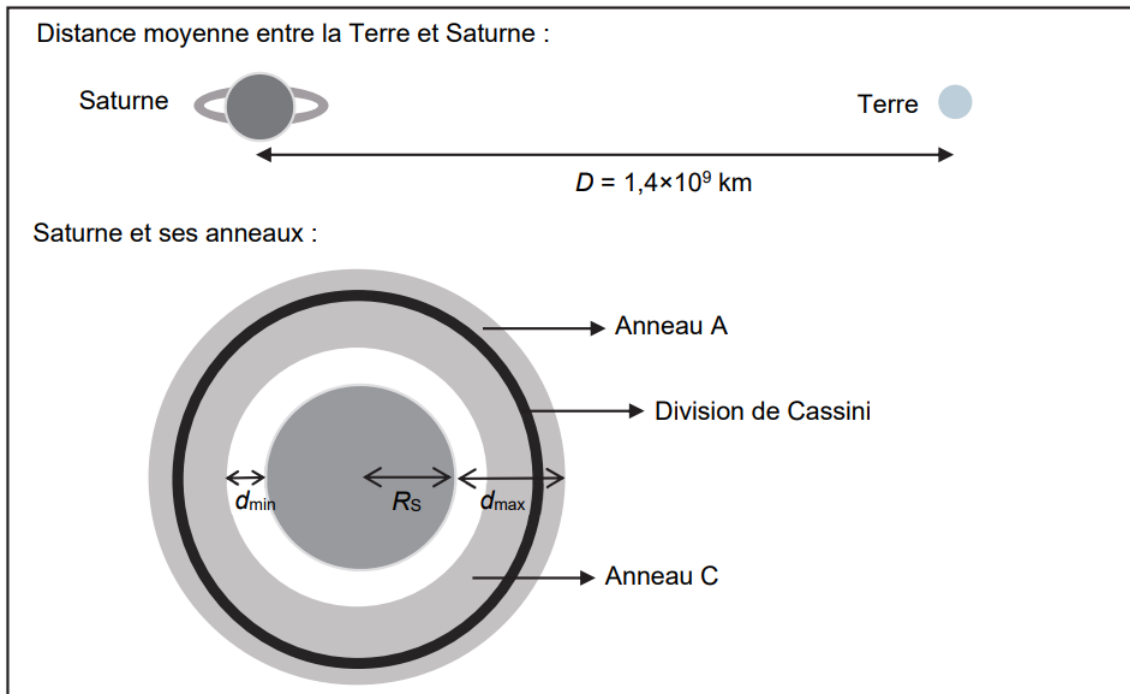 Distance moyenne entre la Terre et Saturne :
Saturne
Terre
D = 1,4×10⁹ km
Saturne et ses anneaux :
Anneau A
Division de Cassini
dmin
RS
dmax
Anneau C